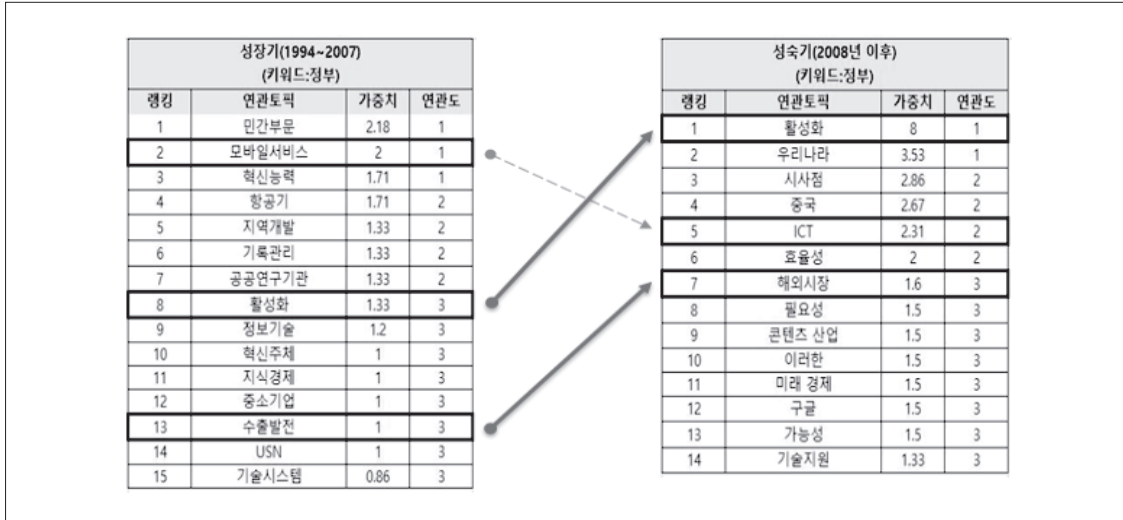 성장기(1994~2007)
(키워드:정부)
랭킹 연관토픽 가중치 연관도
1 민간부문 2.18 1
2 모바일서비스 2 1
3 혁신능력 1.71 1
4 항공기 1.71 2
5 지역개발 1.33 2
6 기록관리 1.33 2
7 공공연구기관 1.33 2
8 활성화 1.33 3
9 정보기술 1.2 3
10 혁신주체 1 3
11 지식경제 1 3
12 중소기업 1 3
13 수출발전 1 3
14 USN 1 3
15 기술시스템 0.86 3
성숙기(2008년 이후)
(키워드:정부)
랭킹 연관토픽 가중치 연관도
1 활성화 8 1
2 우리나라 3.53 1
3 시사점 2.86 2
4 중국 2.67 2
5 ICT 2.31 2
6 효율성 2 2
7 해외시장 1.6 3
8 필요성 1.5 3
9 콘텐츠 산업 1.5 3
10 이러한 1.5 3
11 미래 경제 1.5 3
12 구글 1.5 3
13 가능성 1.5 3
14 기술지원 1.33 3